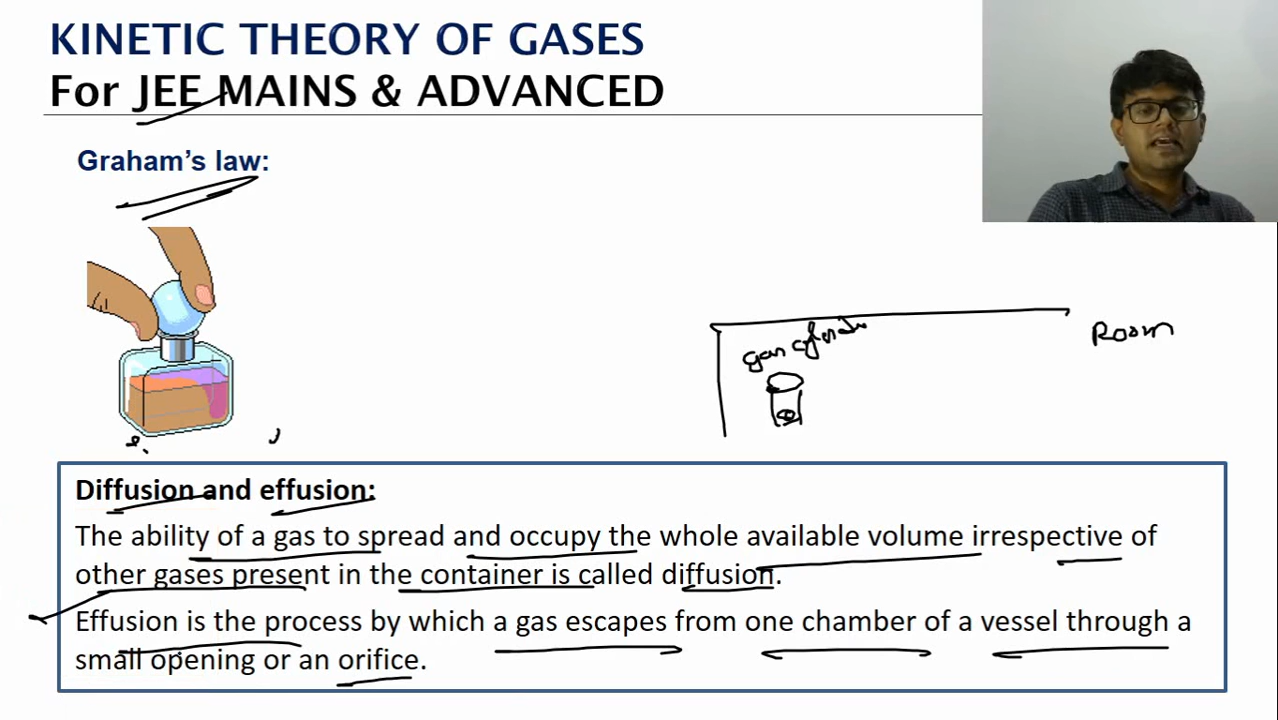 KINETIC THEORY OF GASES
For JEE MAINS & ADVANCED
Graham's law:
gas
Room
Diffusion and effusion:
The ability of a gas to spread and occupy the whole available volume irrespective of
other gases present in the container is called diffusion.
Effusion is the process by which a gas escapes from one chamber of a vessel through a
small opening or an orifice.